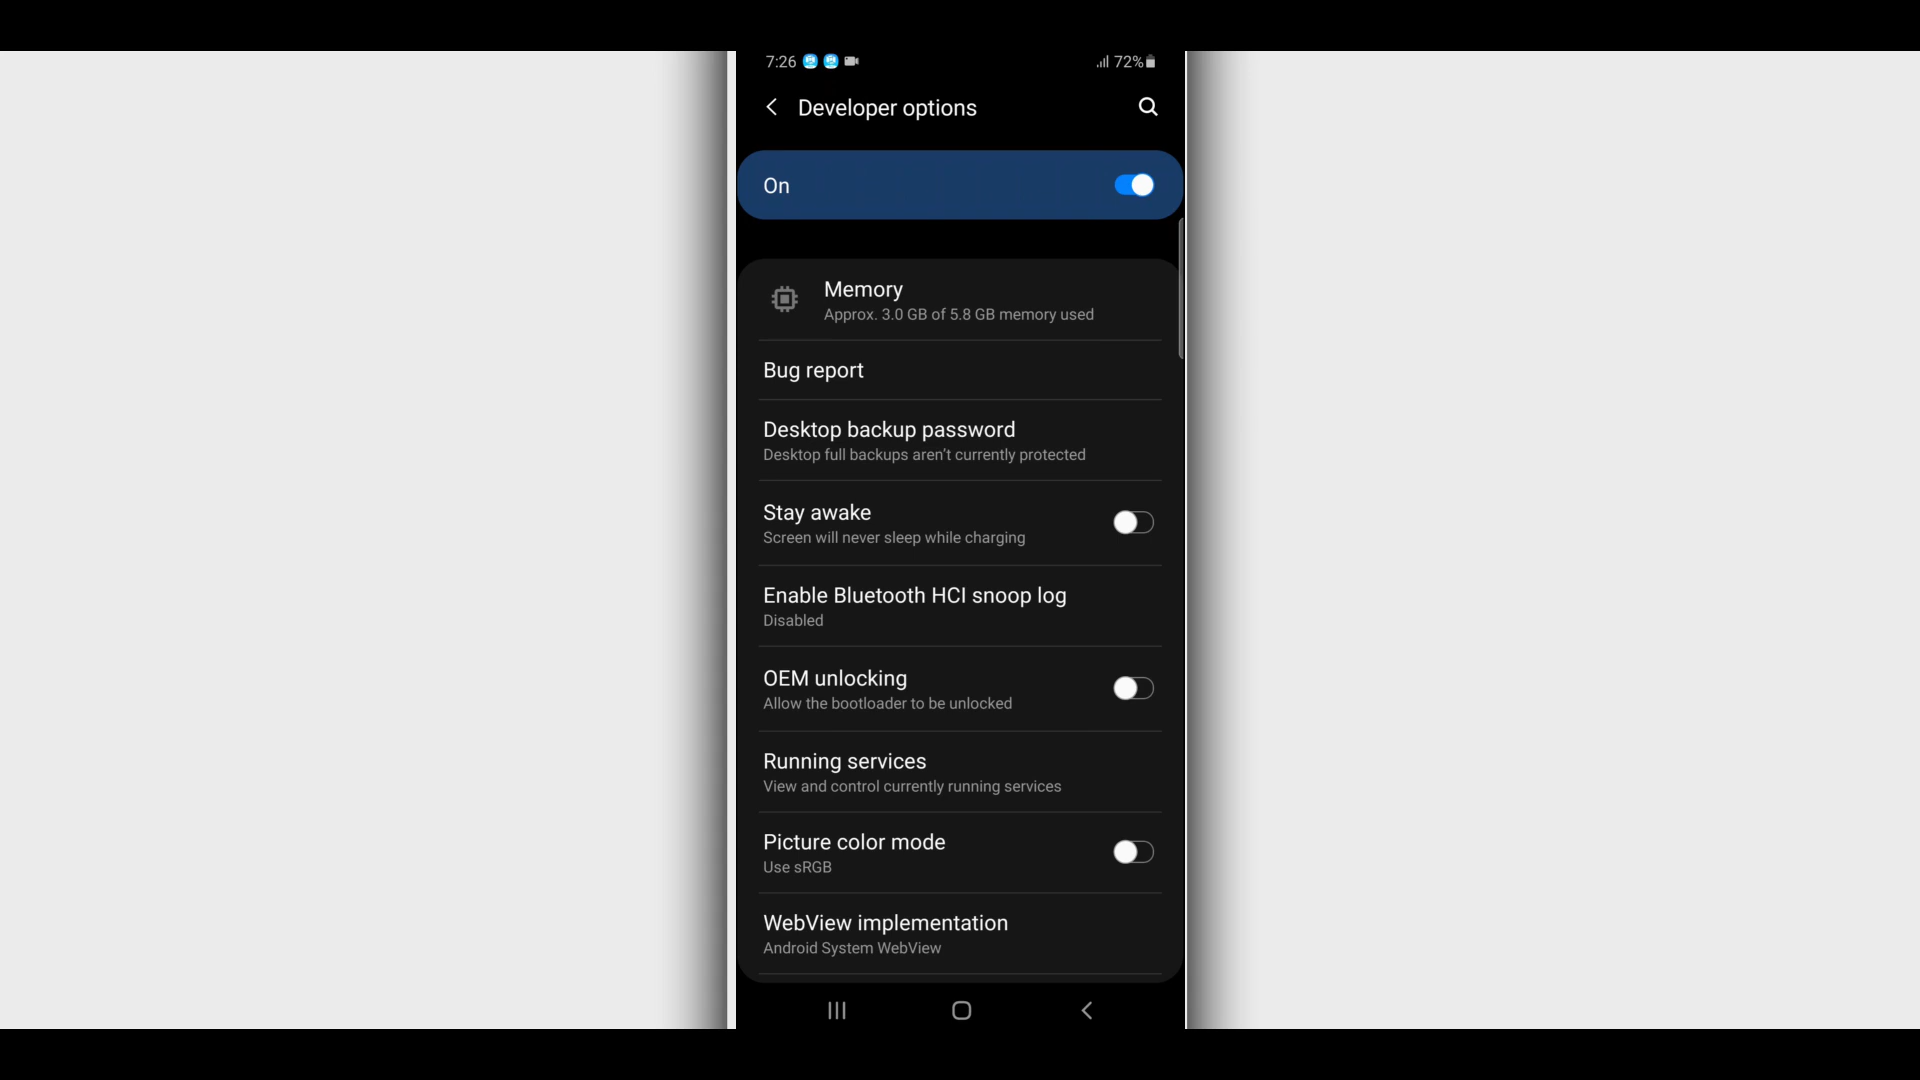 7:26 72%
Developer options
On
Memory
Approx. 3.0 GB of 5.8 GB memory used
Bug report
Desktop backup password
Desktop full backups aren't currently protected
Stay awake
Screen will never sleep while charging
Enable Bluetooth HCI snoop log
Disabled
OEM unlocking
Allow the bootloader to be unlocked
Running services
View and control currently running services
Picture color mode
Use sRGB
WebView implementation
Android System WebView